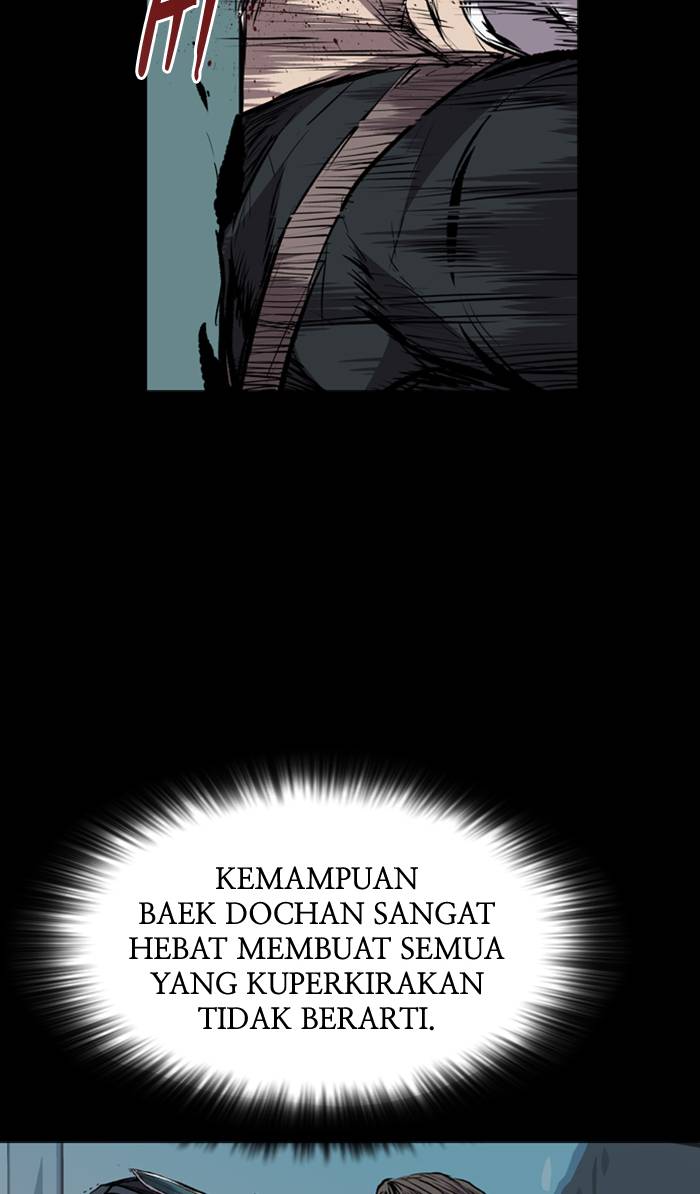 KEMAMPUAN
BAEK DOCHAN SANGAT
HEBAT MEMBUAT SEMUA
YANG KUPERKIRAKAN
TIDAK BERARTI.